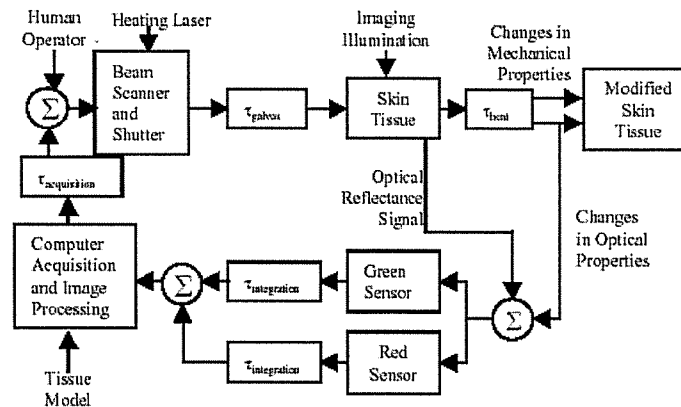 Human
Operator
Heating Laser
Imaging
Illumination
Changes in
Mechanical
Properties
Σ
Beam
Scanner
and
Shutter
τgalvos
Skin
Tissue
τheat
Modified
Skin
Tissue
τacquisition
Optical
Reflectance
Signal
Changes
in Optical
Properties
Computer
Acquisition
and Image
Processing
Σ
τintegration
Green
Sensor
Σ
τintegration
Red
Sensor
Tissue
Model